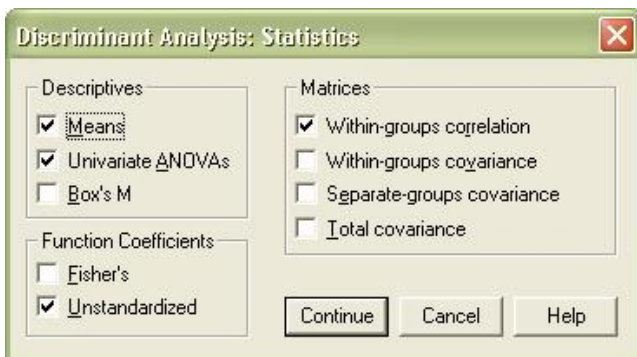 Discriminant Analysis: Statistics
Descriptives
Means
Univariate ANOVAs
Box's M
Function Coefficients
Fisher's
Unstandardized
Matrices
Within-groups correlation
Within-groups covariance
Separate-groups covariance
Total covariance
Continue
Cancel
Help